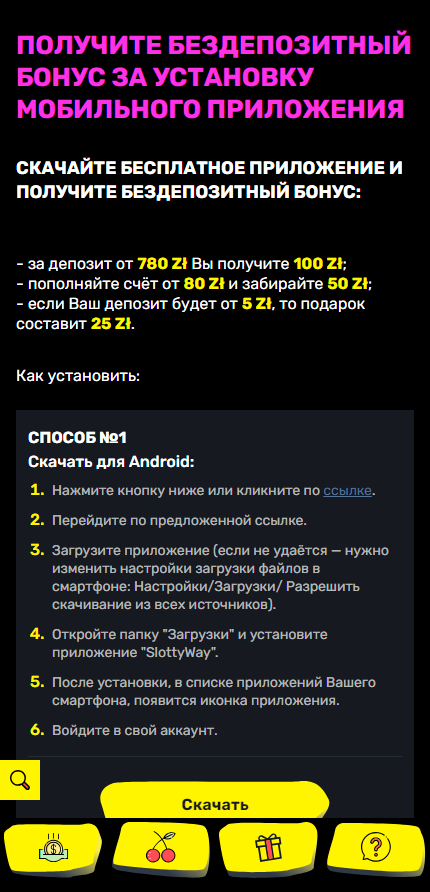 ПОЛУЧИТЕ БЕЗДЕПОЗИТНЫЙ
БОНУС ЗА УСТАНОВКУ
МОБИЛЬНОГО ПРИЛОЖЕНИЯ
СКАЧАЙТЕ БЕСПЛАТНОЕ ПРИЛОЖЕНИЕ И
ПОЛУЧИТЕ БЕЗДЕПОЗИТНЫЙ БОНУС:
- за депозит от 780 Zł Вы получите 100 Zł;
- пополняйте счёт от 80 Zł и забирайте 50 Zł;
- если Ваш депозит будет от 5 Zł, то подарок
составит 25 Zł.
Как установить:
СПОСОБ №1
Скачать для Android:
1. Нажмите кнопку ниже или кликните по ссылке.
2. Перейдите по предложенной ссылке.
3. Загрузите приложение (если не удаётся — нужно
изменить настройки загрузки файлов в
смартфоне: Настройки/Загрузки/ Разрешить
скачивание из всех источников).
4. Откройте папку "Загрузки" и установите
приложение "SlottyWay".
5. После установки, в списке приложений Вашего
смартфона, появится иконка приложения.
6. Войдите в свой аккаунт.
Скачать